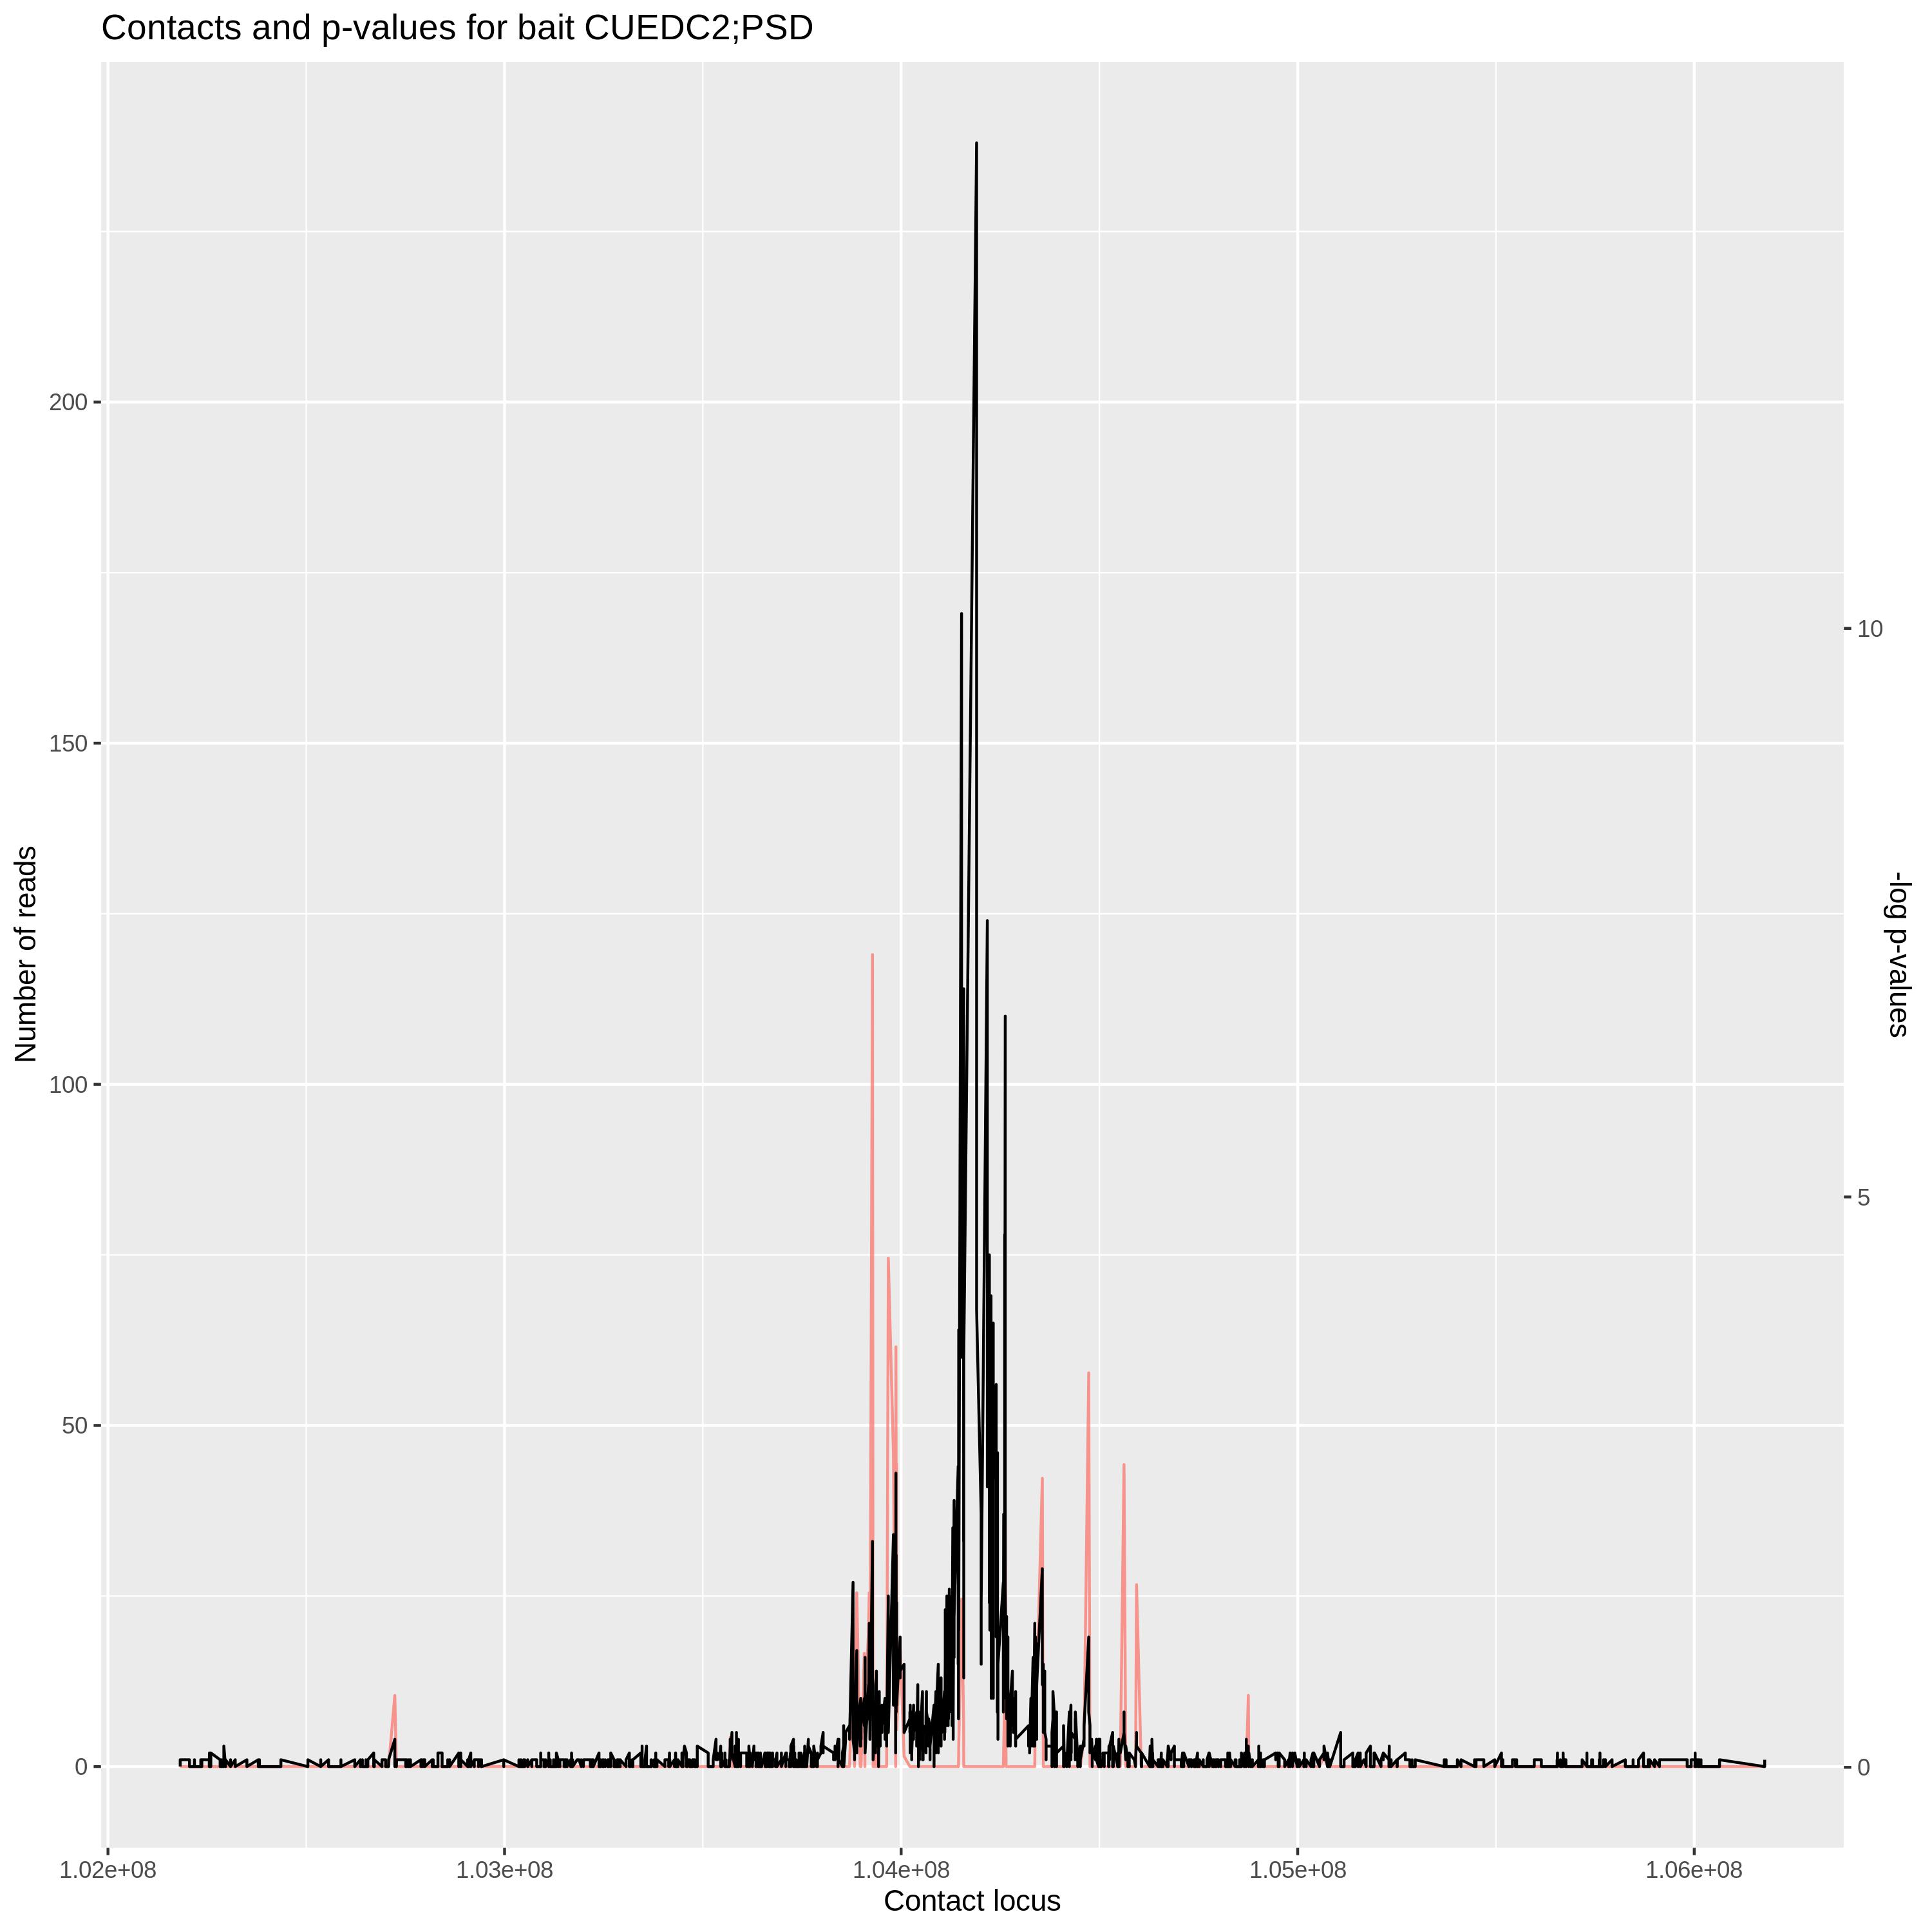 Contacts and p-values for bait CUEDC2;PSD
Number of reads
200
150
100
50
0
10
5
0
-log p-values
1.02e+08
1.03e+08
1.04e+08
1.05e+08
1.06e+08
Contact locus